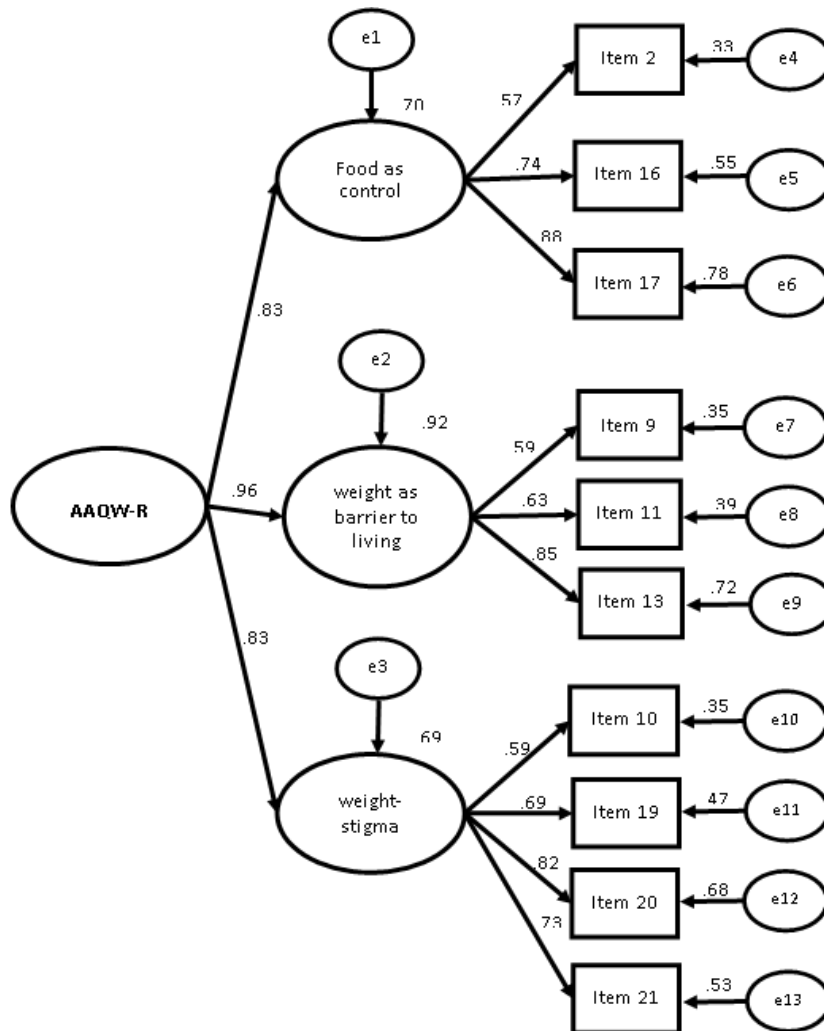 e1
70
Food as
control
57
Item 2
.33
e4
.74
Item 16
.55
e5
88
Item 17
.78
e6
.83
e2
.92
weight as
barrier to
living
.59
Item 9
.35
e7
.63
Item 11
.39
e8
.85
Item 13
.72
e9
AAQW-R
.96
.83
e3
.69
weight-
stigma
.59
Item 10
.35
e10
.69
Item 19
.47
e11
.82
Item 20
.68
e12
.73
Item 21
.53
e13